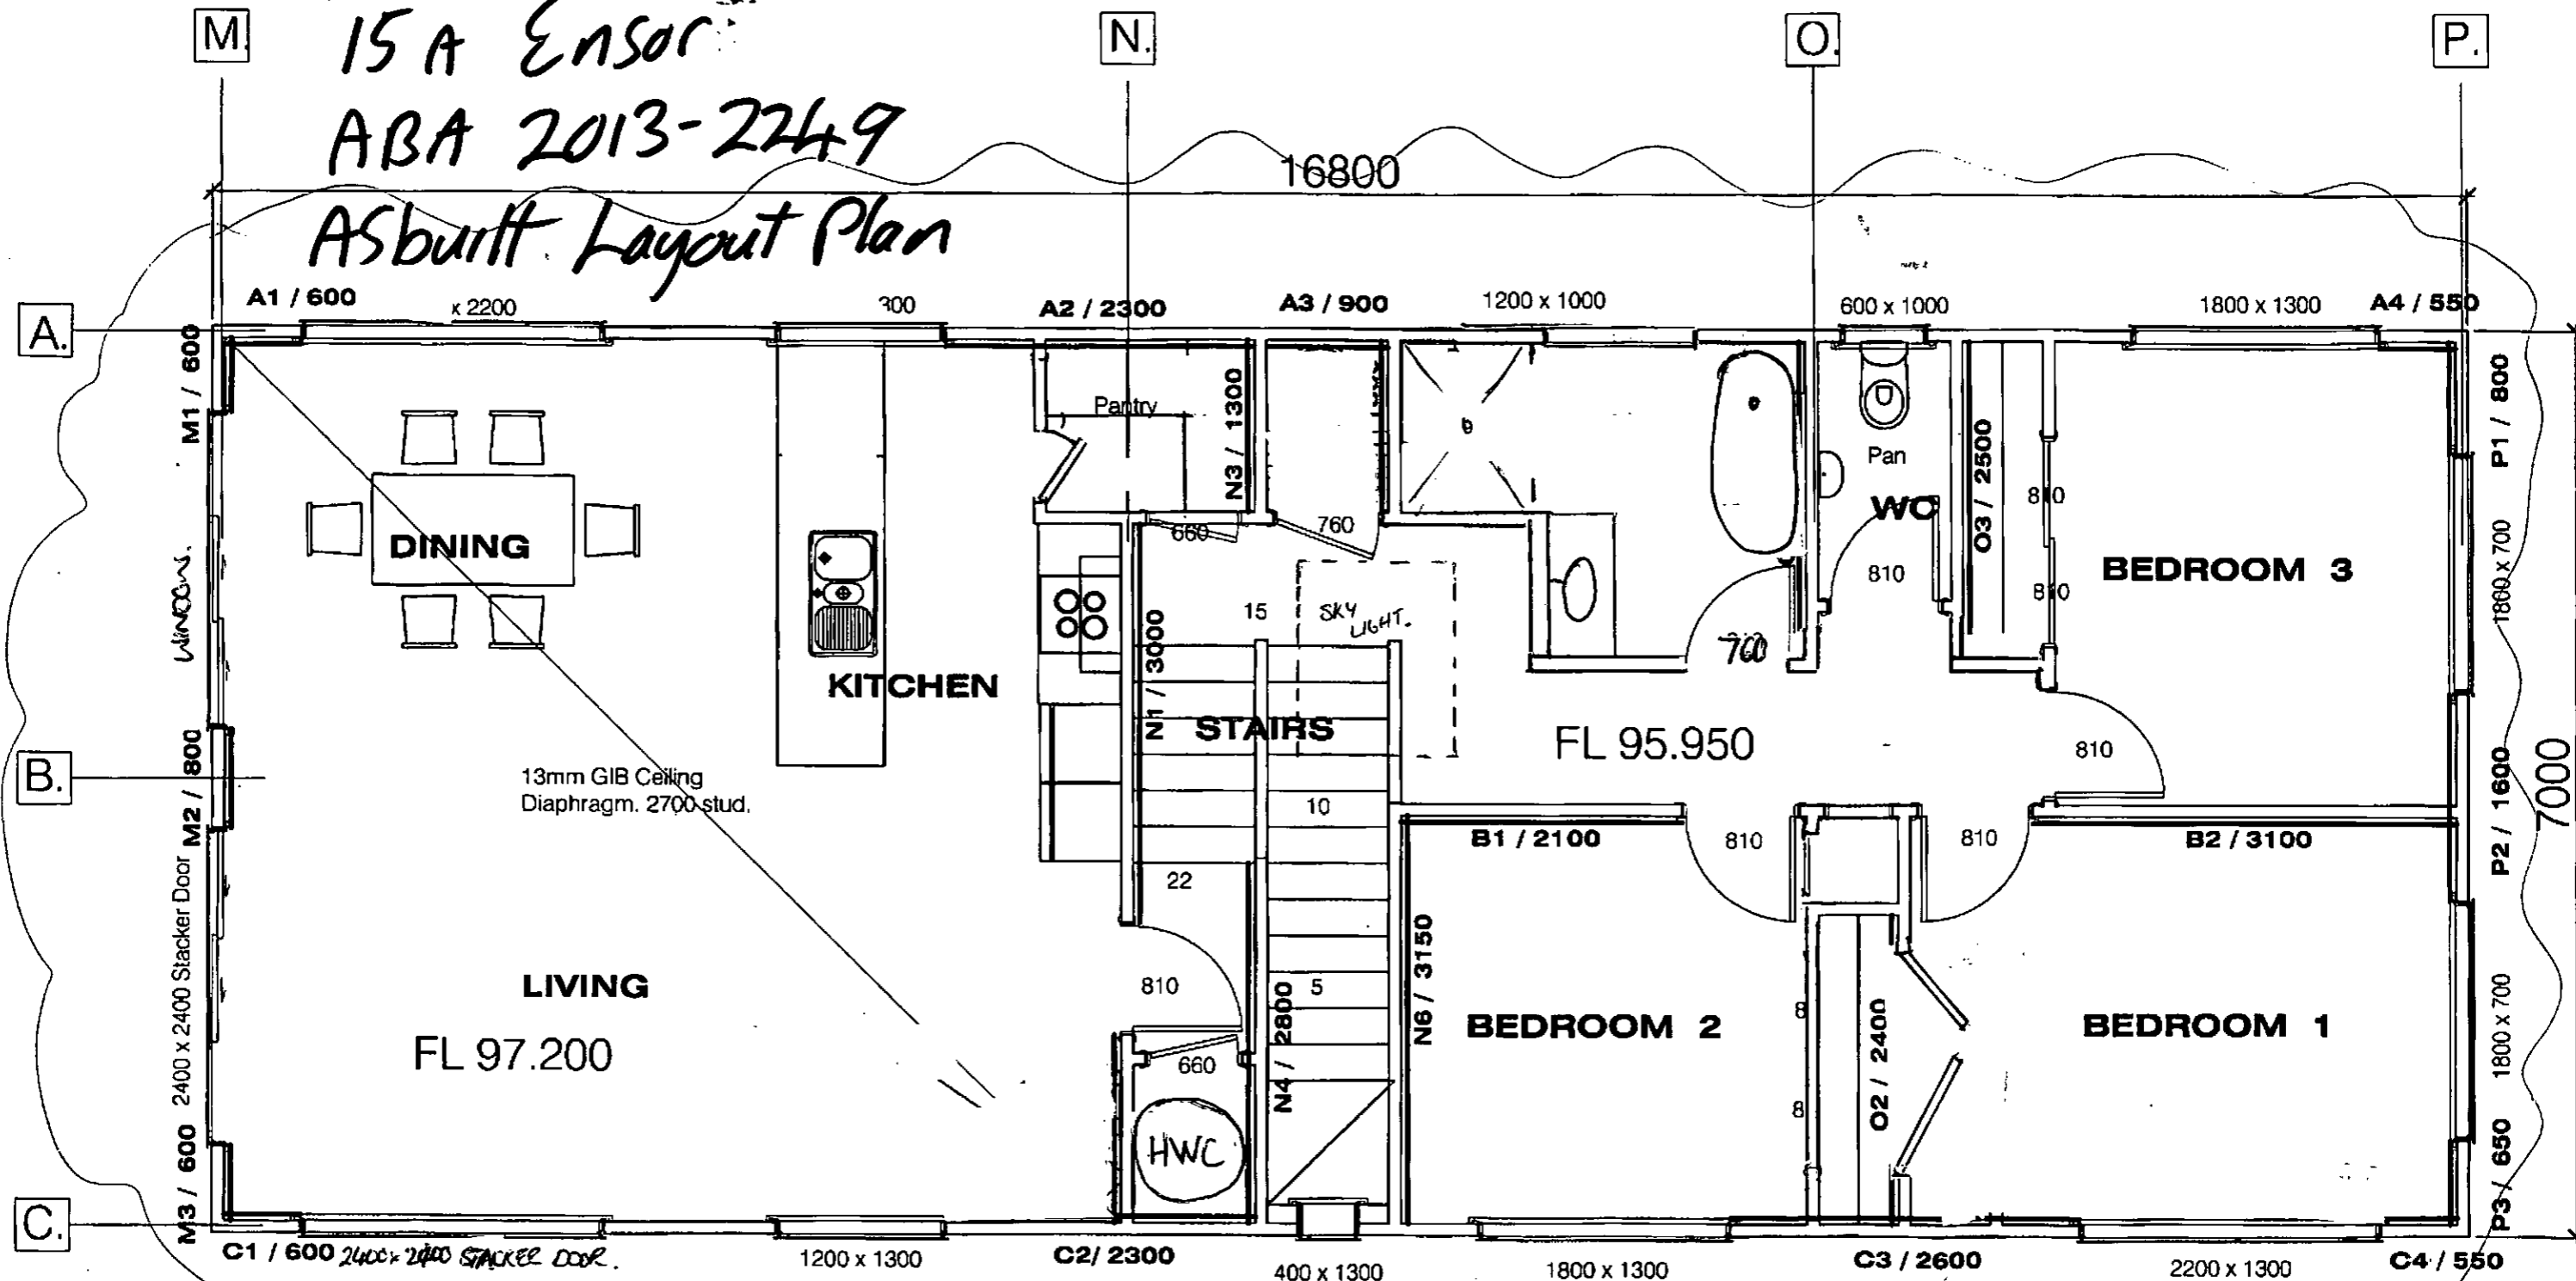 M.
15 A Ensor
N.
O.
P.
ABA 2013-2249
16800
Asbuilt Layout Plan
A1 / 600
x 2200
300
A2 / 2300
A3 / 900
1200 x 1000
600 x 1000
1800 x 1300
A4 / 550
A.
M1 / 600
Pantry
N3 / 1300
Pan
WC
O3 / 2500
810
810
P1 / 800
WINDOWS.
DINING
660
760
810
BEDROOM 3
1800 x 700
15
SKY
LIGHT.
760
KITCHEN
N1 / 3000
STAIRS
FL 95.950
810
B.
M2 / 800
13mm GIB Ceiling
Diaphragm. 2700 stud.
10
B1 / 2100
810
810
B2 / 3100
P2 / 1600
7000
22
2400 x 2400 Stacker Door
LIVING
810
5
N6 / 3150
BEDROOM 2
8
O2 / 2400
BEDROOM 1
1800 x 700
FL 97.200
660
N4 / 2800
8
HWC
M3 / 600
P3 / 650
C.
C1 / 600
2400 x 2400 STACKER DOOR.
1200 x 1300
C2/ 2300
400 x 1300
1800 x 1300
C3 / 2600
2200 x 1300
C4 / 550